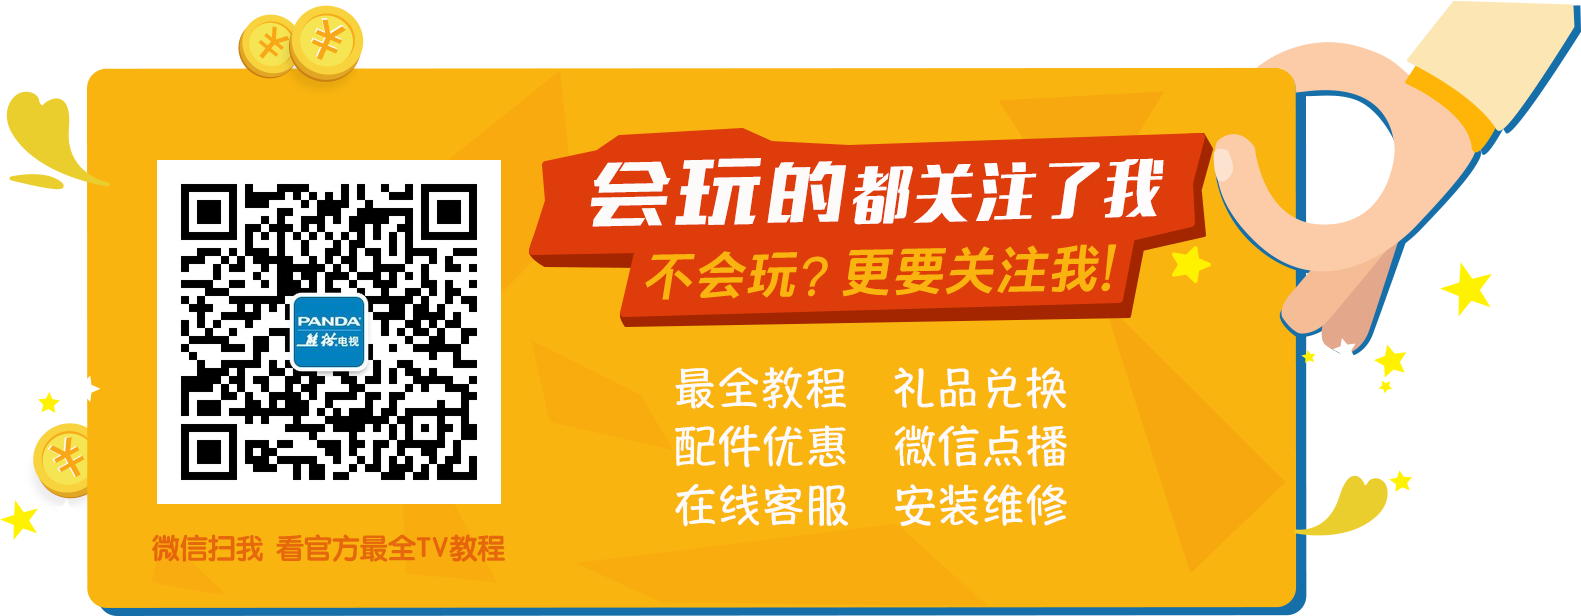 会玩的都关注了我
不会玩?更要关注我!
PANDA
熊猫电视
最全教程 礼品兑换
配件优惠 微信点播
在线客服 安装维修
微信扫我 看官方最全TV教程